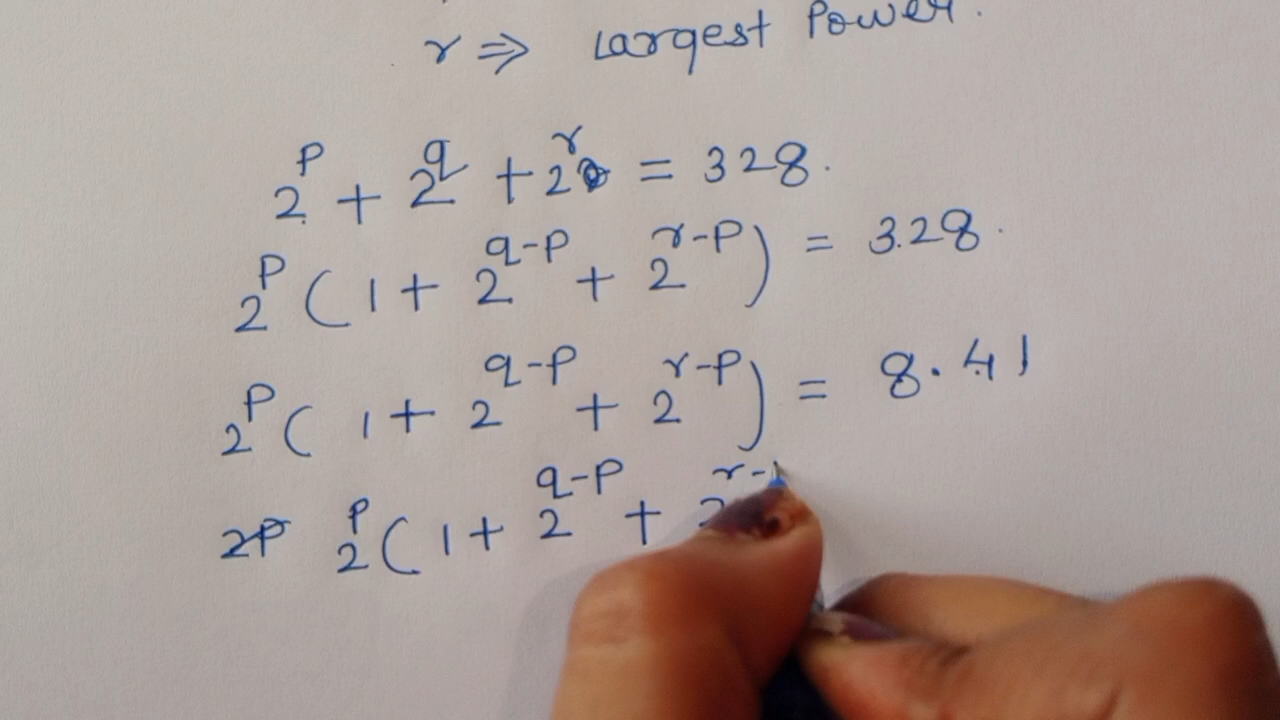 r ⇒ Largest Power.
2^p + 2^q + 2^r = 328.
2^p ( 1 + 2^{q-p} + 2^{r-p} ) = 328.
2^p ( 1 + 2^{q-p} + 2^{r-p} ) = 8.41
2p 2^p ( 1 + 2^{q-p} + 2^{r-